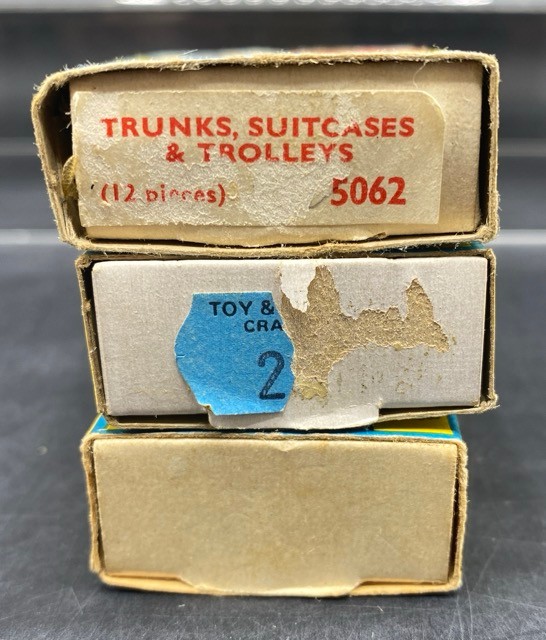 TRUNKS, SUITCASES
& TROLLEYS
(12 pieces) 5062
TOY &
CRA
2